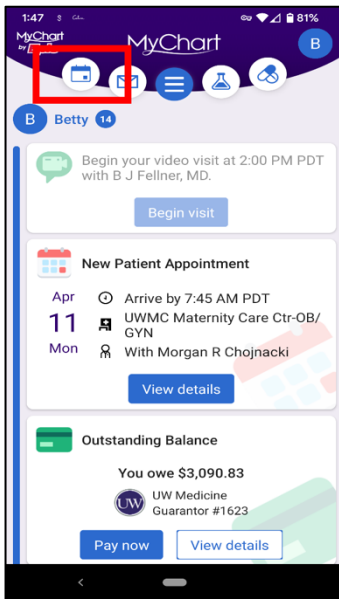 1:47 81%
MyChart
by Epic
MyChart
B
B Betty 14
Begin your video visit at 2:00 PM PDT
with B J Fellner, MD.
Begin visit
New Patient Appointment
Apr
11
Mon
Arrive by 7:45 AM PDT
UWMC Maternity Care Ctr-OB/
GYN
With Morgan R Chojnacki
View details
Outstanding Balance
You owe $3,090.83
UW
UW Medicine
Guarantor #1623
Pay now View details